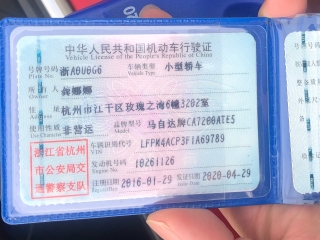 中华人民共和国机动车行驶证
Vehicle License of the People's Republic of China
号牌号码 浙A0U6G6 车辆类型 小型轿车
Plate No. Vehicle Type
所有人
住址 杭州市江干区玫瑰之湾6幢3202室
Address
使用性质 非营运 品牌型号 马自达牌CA7200ATE5
Use Character Model
浙江省杭州市公安局交通警察支队
车辆识别代号 LFPM4ACP3F1A69789
VIN
发动机号码 10261126
Engine No.
注册日期 2016-01-29 发证日期 2020-04-29
Register Date Issue Date